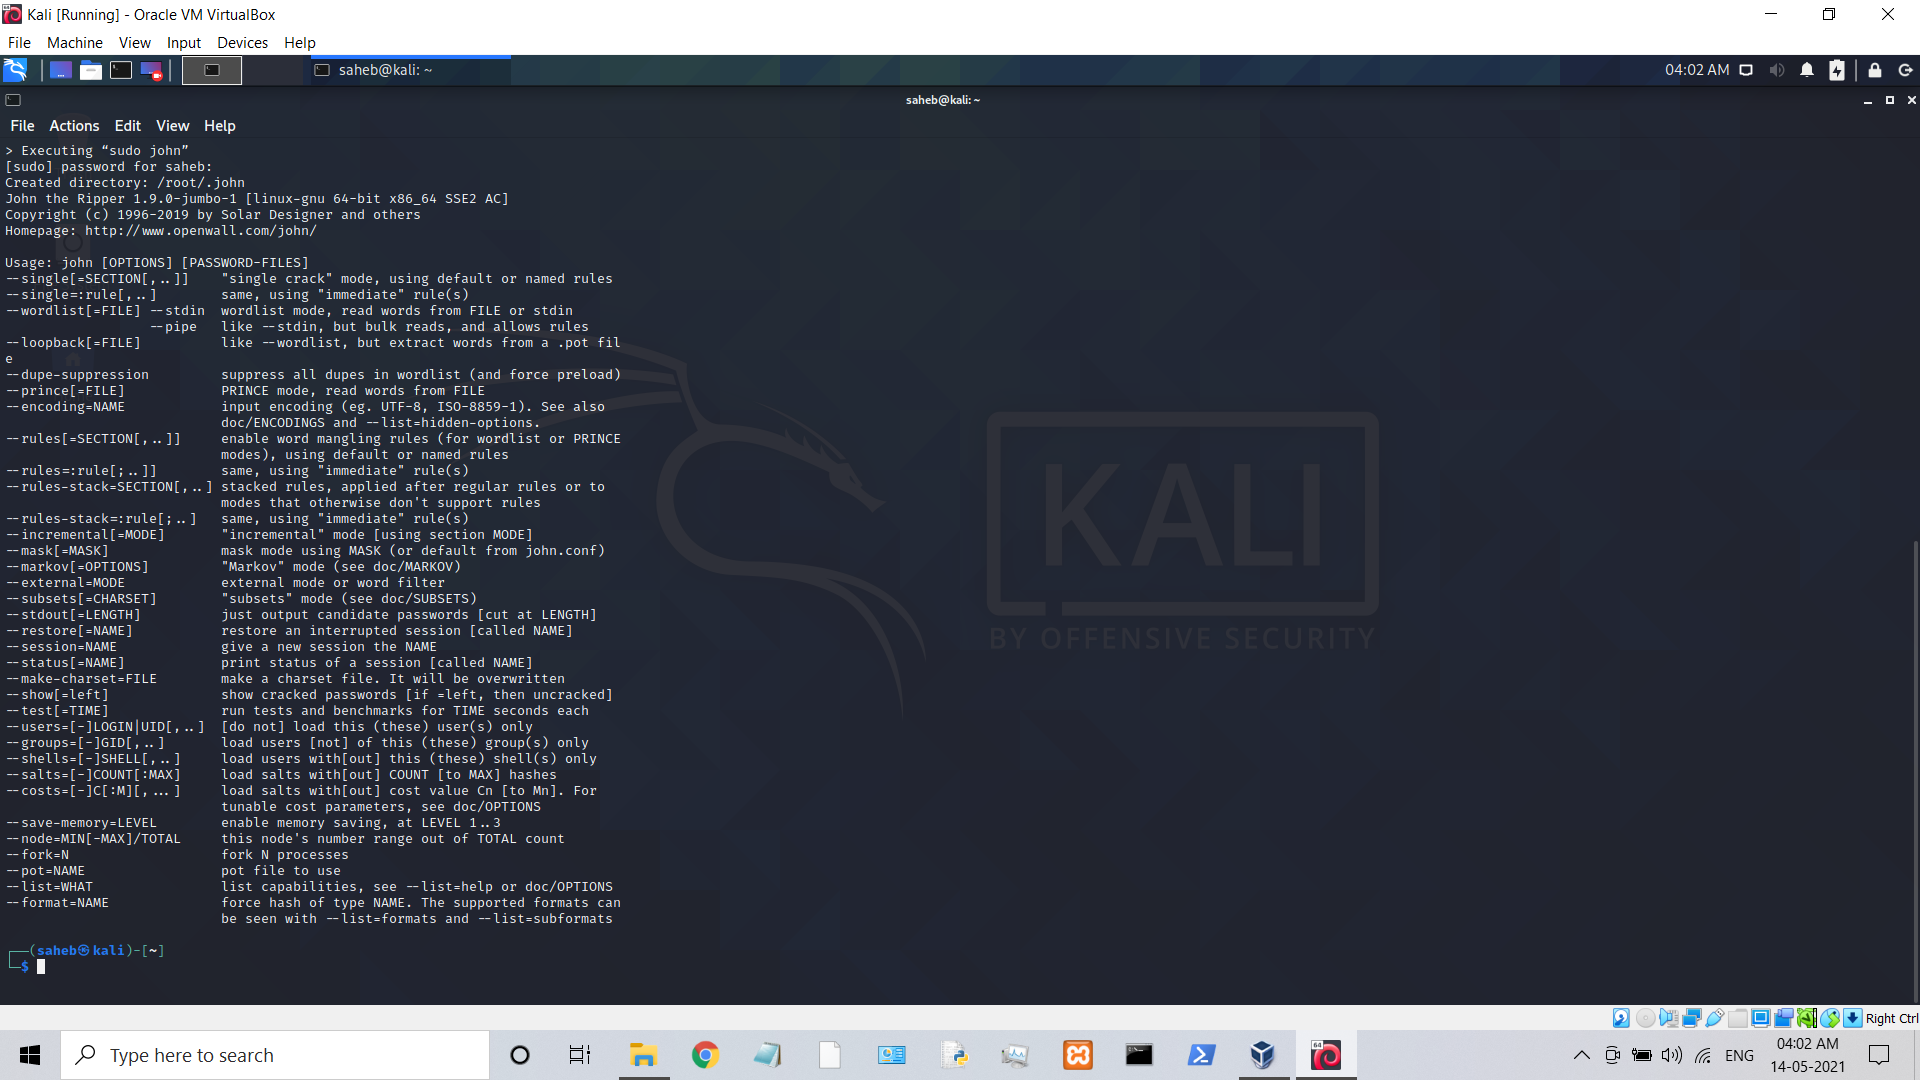 Kali [Running] - Oracle VM VirtualBox
File Machine View Input Devices Help
saheb@kali: ~
04:02 AM
saheb@kali: ~
File Actions Edit View Help
> Executing “sudo john”
[sudo] password for saheb:
Created directory: /root/.john
John the Ripper 1.9.0-jumbo-1 [linux-gnu 64-bit x86_64 SSE2 AC]
Copyright (c) 1996-2019 by Solar Designer and others
Homepage: http://www.openwall.com/john/
Usage: john [OPTIONS] [PASSWORD-FILES]
--single[=SECTION[,..]]    "single crack" mode, using default or named rules
--single=:rule[,..]        same, using "immediate" rule(s)
--wordlist[=FILE] --stdin  wordlist mode, read words from FILE or stdin
                  --pipe   like --stdin, but bulk reads, and allows rules
--loopback[=FILE]          like --wordlist, but extract words from a .pot fil
e
--dupe-suppression         suppress all dupes in wordlist (and force preload)
--prince[=FILE]            PRINCE mode, read words from FILE
--encoding=NAME            input encoding (eg. UTF-8, ISO-8859-1). See also
                           doc/ENCODINGS and --list=hidden-options.
--rules[=SECTION[,..]]     enable word mangling rules (for wordlist or PRINCE
                           modes), using default or named rules
--rules=:rule[;..]]        same, using "immediate" rule(s)
--rules-stack=SECTION[,..] stacked rules, applied after regular rules or to
                           modes that otherwise don't support rules
--rules-stack=:rule[;..]   same, using "immediate" rule(s)
--incremental[=MODE]       "incremental" mode [using section MODE]
--mask[=MASK]              mask mode using MASK (or default from john.conf)
--markov[=OPTIONS]         "Markov" mode (see doc/MARKOV)
--external=MODE            external mode or word filter
--subsets[=CHARSET]        "subsets" mode (see doc/SUBSETS)
--stdout[=LENGTH]          just output candidate passwords [cut at LENGTH]
--restore[=NAME]           restore an interrupted session [called NAME]
--session=NAME             give a new session the NAME
--status[=NAME]            print status of a session [called NAME]
--make-charset=FILE        make a charset file. It will be overwritten
--show[=left]              show cracked passwords [if =left, then uncracked]
--test[=TIME]              run tests and benchmarks for TIME seconds each
--users=[-]LOGIN|UID[,..]  [do not] load this (these) user(s) only
--groups=[-]GID[,..]       load users [not] of this (these) group(s) only
--shells=[-]SHELL[,..]     load users with[out] this (these) shell(s) only
--salts=[-]COUNT[:MAX]     load salts with[out] COUNT [to MAX] hashes
--costs=[-]C[:M][,...]     load salts with[out] cost value Cn [to Mn]. For
                           tunable cost parameters, see doc/OPTIONS
--save-memory=LEVEL        enable memory saving, at LEVEL 1..3
--node=MIN[-MAX]/TOTAL     this node's number range out of TOTAL count
--fork=N                   fork N processes
--pot=NAME                 pot file to use
--list=WHAT                list capabilities, see --list=help or doc/OPTIONS
--format=NAME              force hash of type NAME. The supported formats can
                           be seen with --list=formats and --list=subformats
┌──(saheb㉿kali)-[~]
└─$
KALI
BY OFFENSIVE SECURITY
Right Ctrl
Type here to search
64
ENG
04:02 AM
14-05-2021